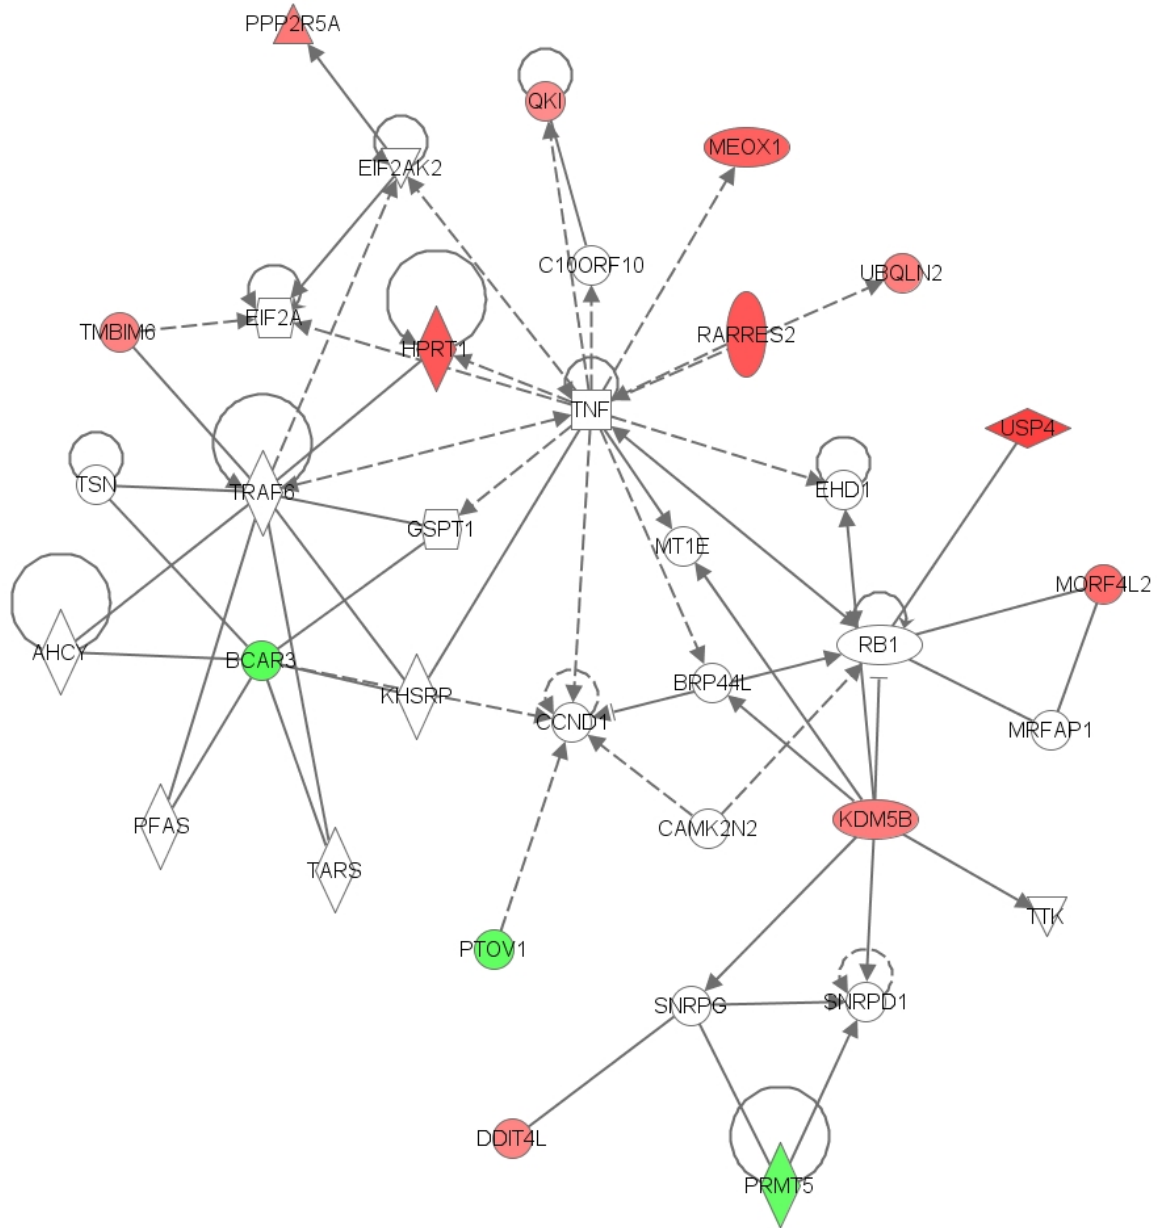 PPP2R5A
QKI
MEOX1
EIF2AK2
C10ORF10
UBQLN2
EIF2A
TMBIM6
HPRT1
RARRES2
TNF
USP4
TSN
TRAF6
EHD1
GSPT1
MT1E
MORF4L2
AHCY
BCAR3
RB1
BRP44L
KHSRP
CCND1
MRFAP1
PFAS
CAMK2N2
KDM5B
TARS
TTK
PTOV1
SNRPG
SNRPD1
DDIT4L
PRMT5